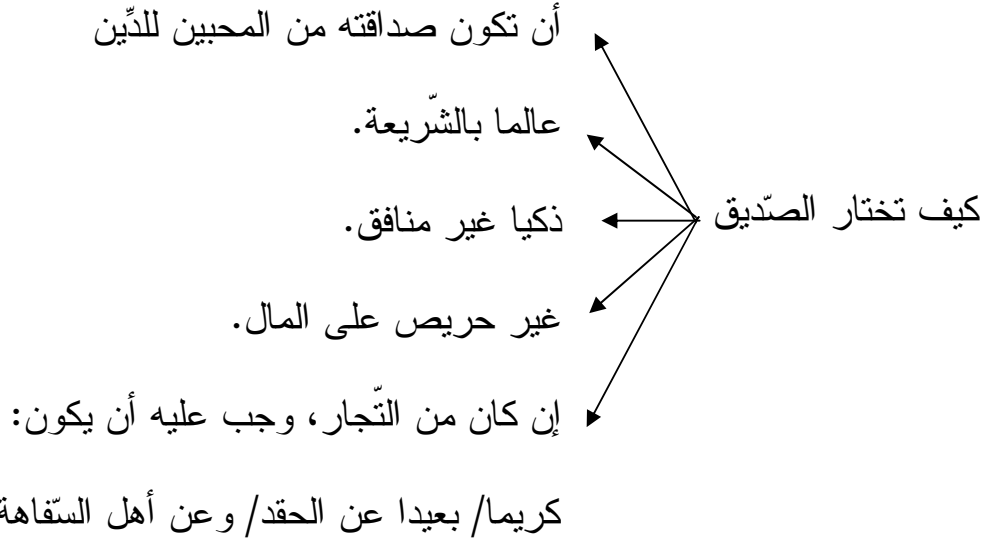 كيف تختار الصّديق
أن تكون صداقته من المحبين للدِّين
عالما بالشّريعة.
ذكيا غير منافق.
غير حريص على المال.
إن كان من التّجار، وجب عليه أن يكون:
كريما/ بعيدا عن الحقد/ وعن أهل السّفاهة